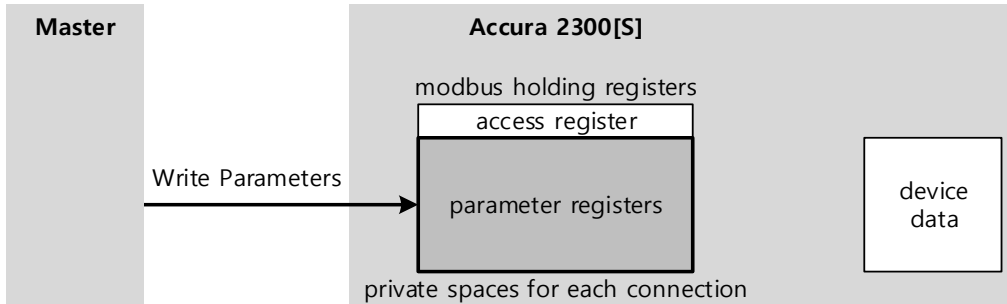 Master
Accura 2300[S]
modbus holding registers
access register
Write Parameters
parameter registers
device
data
private spaces for each connection